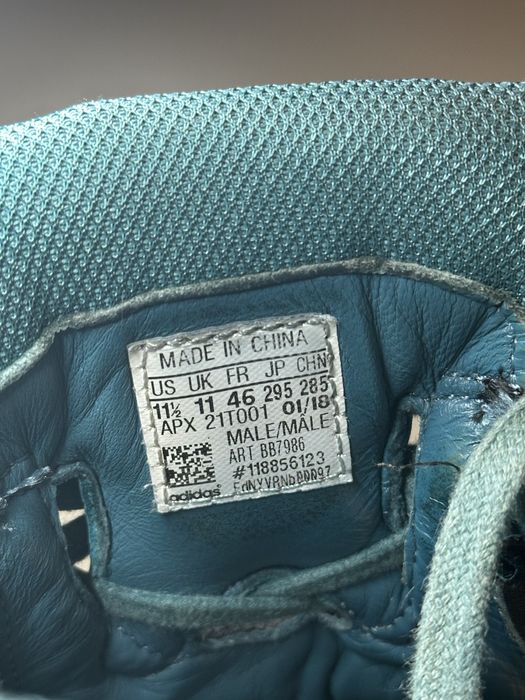 MADE IN CHINA
US UK FR JP CHN
11½ 11 46 295 285
APX 21T001 01/18
MALE/MÂLE
ART BB7986
#118856123
adidas